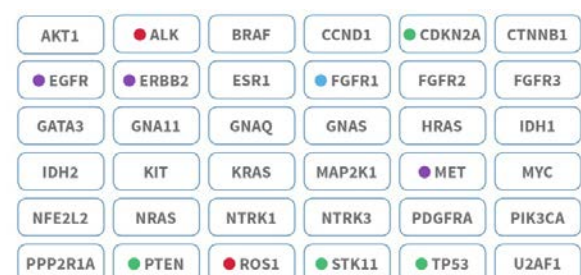 AKT1 ALK BRAF CCND1 CDKN2A CTNNB1
EGFR ERBB2 ESR1 FGFR1 FGFR2 FGFR3
GATA3 GNA11 GNAQ GNAS HRAS IDH1
IDH2 KIT KRAS MAP2K1 MET MYC
NFE2L2 NRAS NTRK1 NTRK3 PDGFRA PIK3CA
PPP2R1A PTEN ROS1 STK11 TP53 U2AF1